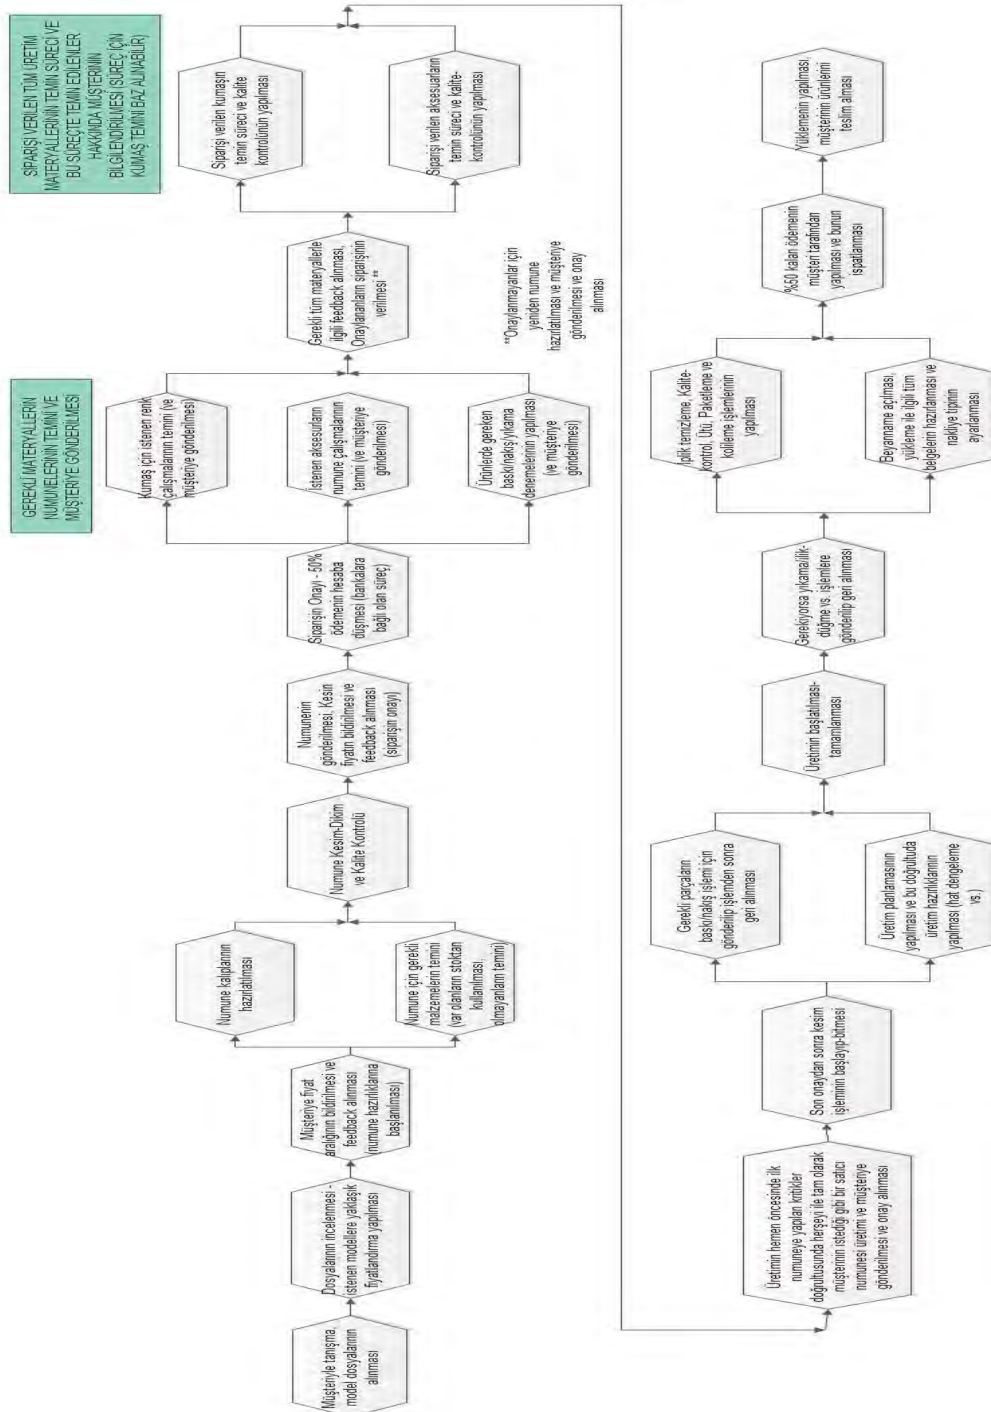 Müşteriyle tanışma,
model dosyalarının
alınması
Dosyalarının incelenmesi -
istenen modellere yaklaşık
fiyatlandırma yapılması
Müşteriye fiyat
aralığının bildirilmesi ve
feedback alınması
(numune hazırlıklarına
başlanılması)
Numune kalıplarının
hazırlatılması
Numune için gerekli
malzemelerin temini
(var olanların stoktan
kullanılması,
olmayanların temini)
Numune Kesim-Dikim
ve Kalite Kontrolü
Numunenin
gönderilmesi, Kesin
fiyatın bildirilmesi ve
feedback alınması
(siparişin onayı)
Siparişin Onayı - 50%
ödemenin hesaba
düşmesi (bankalara
bağlı olan süreç)
GEREKLİ MATERYALLERİN
NUMUNELERİNİN TEMİNİ VE
MÜŞTERİYE GÖNDERİLMESİ
Kumaş için istenen renk
çalışmalarının temini (ve
müşteriye gönderilmesi)
İstenen aksesurların
numune çalışmalarının
temini (ve müşteriye
gönderilmesi)
Ürünlerde gereken
baskı/nakış/yıkama
denemelerinin yapılması
(ve müşteriye
gönderilmesi)
Gerekli tüm materyallerle
ilgili feedback alınması,
Onaylananların siparişinin
verilmesi **
**Onaylanmayanlar için
yeniden numune
hazırlatılması ve müşteriye
gönderilmesi ve onay
alınması
SİPARİŞİ VERİLEN TÜM ÜRETİM
MATERYALLERİNİN TEMİN SÜRECİ VE
BU SÜREÇTE TEMİN EDİLENLER
HAKKINDA MÜŞTERİNİN
BİLGİLENDİRİLMESİ (SÜREÇ İÇİN
KUMAŞ TEMİNİ BAZ ALINABİLİR)
Siparişi verilen kumaşın
temin süreci ve kalite
kontrolünün yapılması
Siparişi verilen aksesuarların
temin süreci ve kalite-
kontrolünün yapılması
Üretimin hemen öncesinde ilk
numuneye yapılan kritikler
doğrultusunda herşeyi ile tam olarak
müşterinin istediği gibi bir satıcı
numunesi üretimi ve müşteriye
gönderilmesi ve onay alınması
Son onaydan sonra kesim
işleminin başlayıp-bitmesi
Gerekli parçaların
baskı/nakış işlemi için
gönderilip işlemden sonra
geri alınması
Üretim planlamasının
yapılması ve bu doğrultuda
üretim hazırlıklarının
yapılması (hat dengeleme
vs.)
Üretimin başlatılması-
tamamlanması
Gerekiyorsa yıkama/ilik-
düğme vs. işlemlere
gönderilip geri alınması
İplik temizleme, Kalite-
kontrol, Ütü, Paketleme ve
kolileme işlemlerinin
yapılması
Beyanname açılması,
yükleme ile ilgili tüm
belgelerin hazırlanması ve
nakliye tipinin
ayarlanması
%50 kalan ödemenin
müşteri tarafından
yapılması ve bunun
ispatlanması
Yüklemenin yapılması,
müşterinin ürünlerini
teslim alması